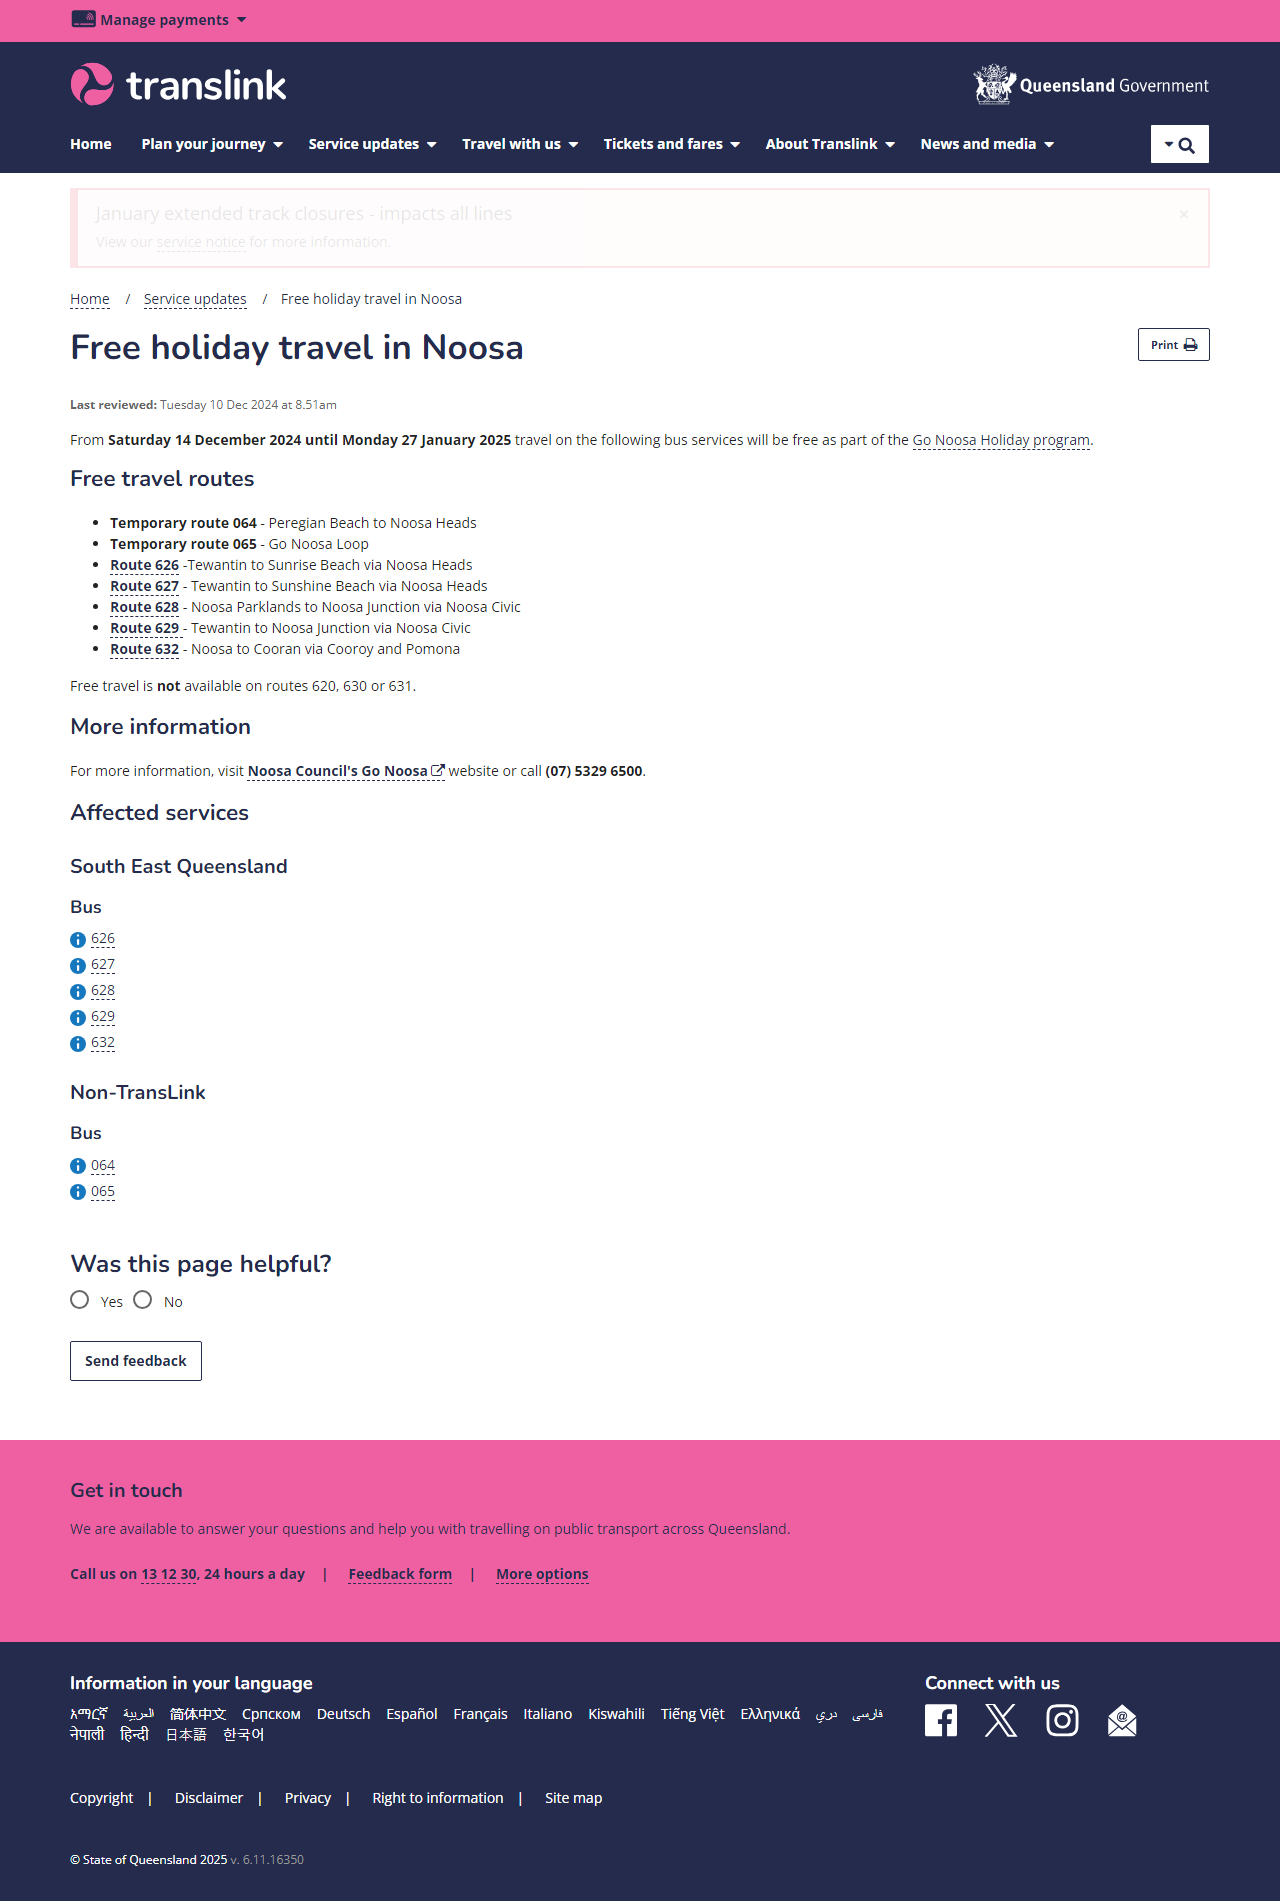 Manage payments
translink
Queensland Government
Home Plan your journey Service updates Travel with us Tickets and fares About Translink News and media
January extended track closures - impacts all lines ×
View our service notice for more information.
Home / Service updates / Free holiday travel in Noosa
Free holiday travel in Noosa
Print
Last reviewed: Tuesday 10 Dec 2024 at 8.51am
From Saturday 14 December 2024 until Monday 27 January 2025 travel on the following bus services will be free as part of the Go Noosa Holiday program.
Free travel routes
• Temporary route 064 - Peregian Beach to Noosa Heads
• Temporary route 065 - Go Noosa Loop
• Route 626 -Tewantin to Sunrise Beach via Noosa Heads
• Route 627 - Tewantin to Sunshine Beach via Noosa Heads
• Route 628 - Noosa Parklands to Noosa Junction via Noosa Civic
• Route 629 - Tewantin to Noosa Junction via Noosa Civic
• Route 632 - Noosa to Cooran via Cooroy and Pomona
Free travel is not available on routes 620, 630 or 631.
More information
For more information, visit Noosa Council's Go Noosa website or call (07) 5329 6500.
Affected services
South East Queensland
Bus
626
627
628
629
632
Non-TransLink
Bus
064
065
Was this page helpful?
Yes No
Send feedback
Get in touch
We are available to answer your questions and help you with travelling on public transport across Queensland.
Call us on 13 12 30, 24 hours a day | Feedback form | More options
Information in your language
አማርኛ العربية 简体中文 Српском Deutsch Español Français Italiano Kiswahili Tiếng Việt Ελληνικά دري فارسی
नेपाली हिन्दी 日本語 한국어
Connect with us
Copyright | Disclaimer | Privacy | Right to information | Site map
© State of Queensland 2025 v. 6.11.16350